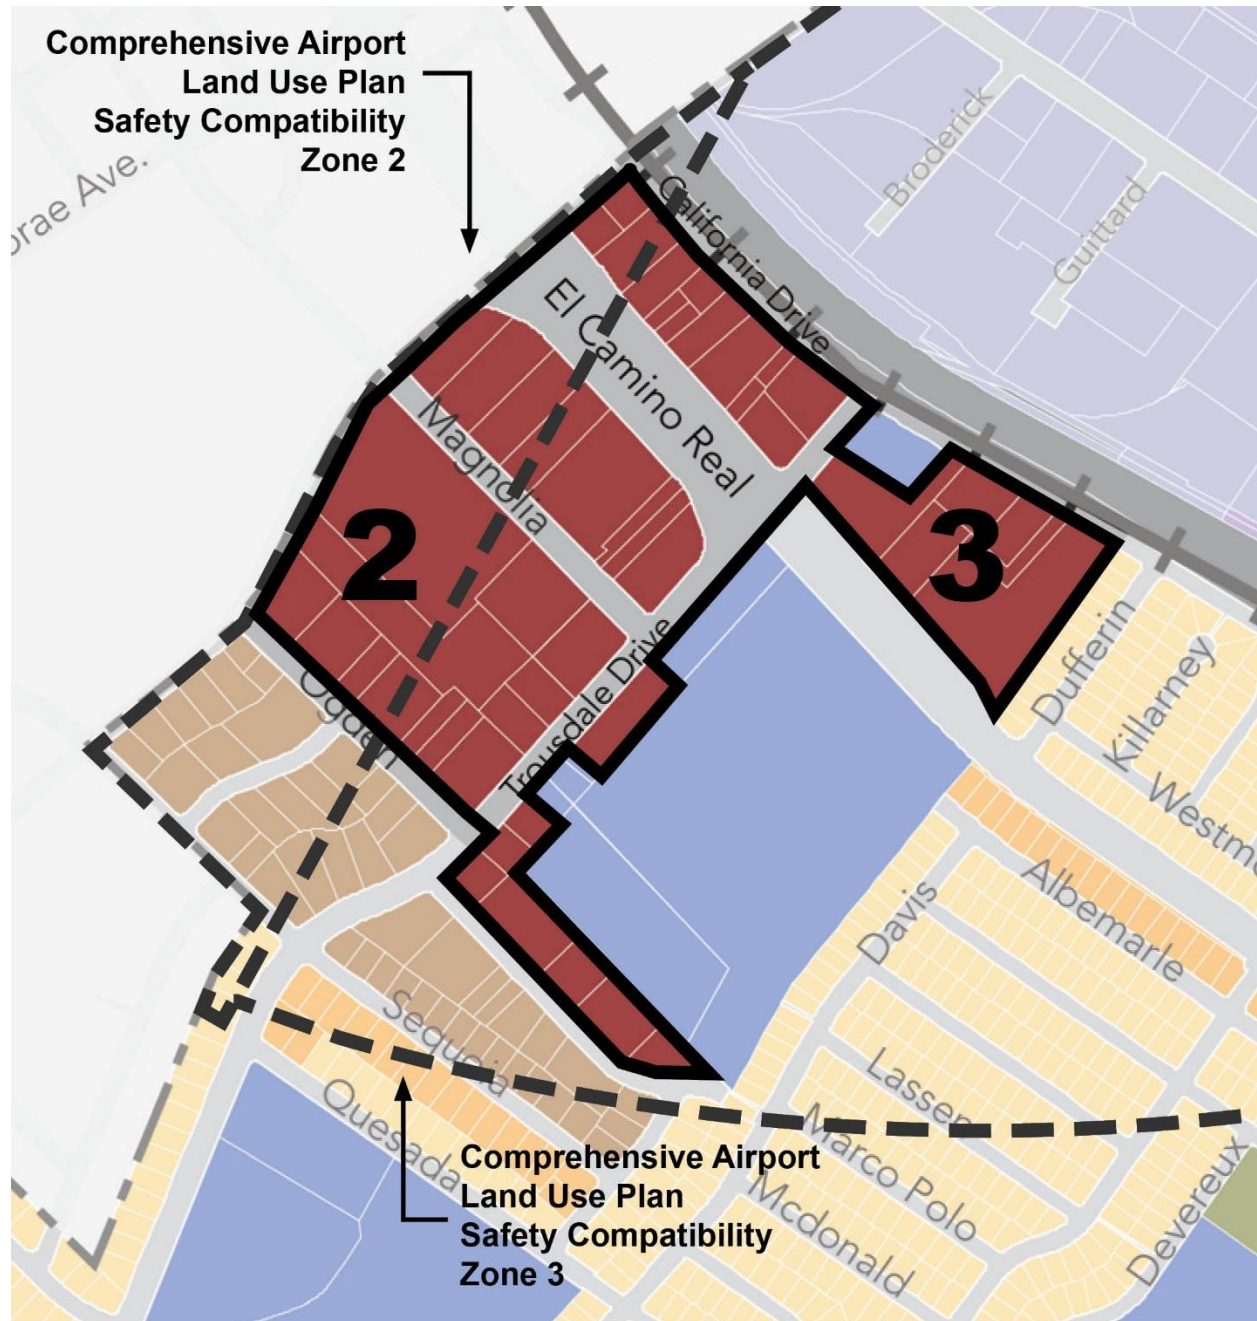 Comprehensive Airport
Land Use Plan
Safety Compatibility
Zone 2
orae Ave.
Broderick
Guittard
California Drive
El Camino Real
Magnolia
2
3
Ogden
Trousdale Drive
Dufferin
Killarney
Westm
Albemarle
Davis
Sequoia
Quesada
Lassen
Marco Polo
Mcdonald
Devereux
Comprehensive Airport
Land Use Plan
Safety Compatibility
Zone 3